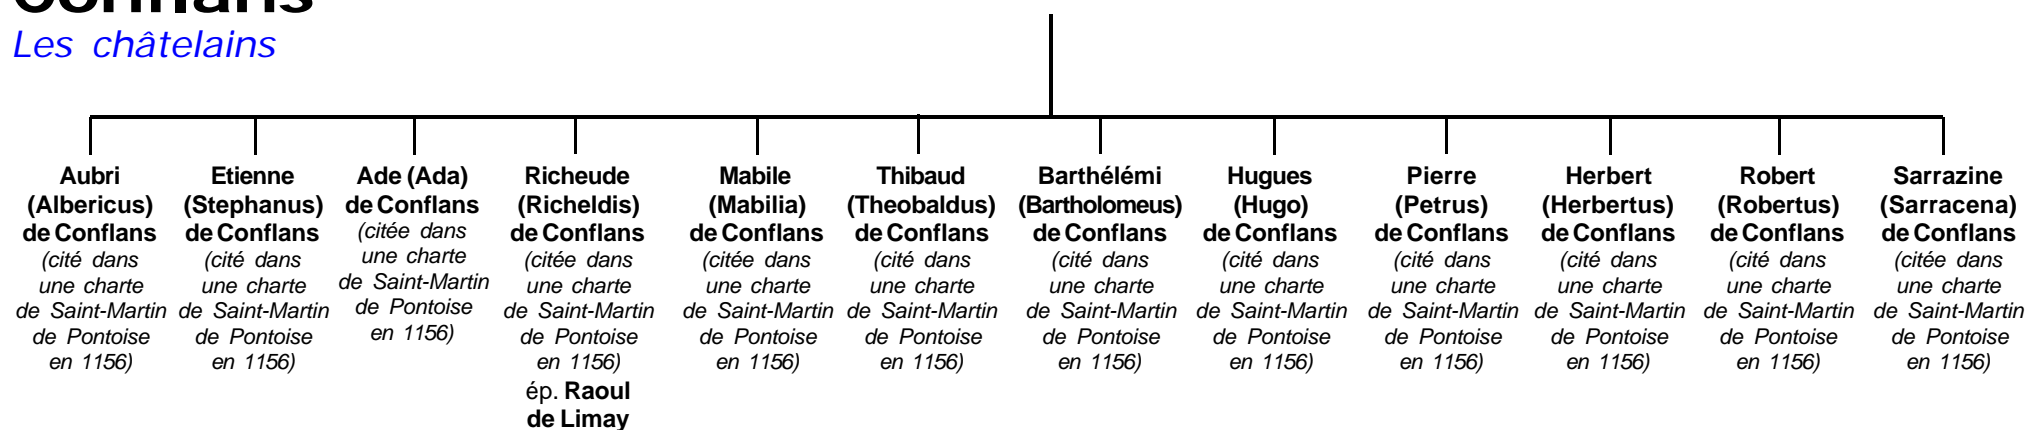 Conflans
Les châtelains
Aubri
(Albericus)
de Conflans
(cité dans
une charte
de Saint-Martin
de Pontoise
en 1156)
Etienne
(Stephanus)
de Conflans
(cité dans
une charte
de Saint-Martin
de Pontoise
en 1156)
Ade (Ada)
de Conflans
(citée dans
une charte
de Saint-Martin
de Pontoise
en 1156)
Richeude
(Richeldis)
de Conflans
(citée dans
une charte
de Saint-Martin
de Pontoise
en 1156)
ép. Raoul
de Limay
Mabile
(Mabilia)
de Conflans
(citée dans
une charte
de Saint-Martin
de Pontoise
en 1156)
Thibaud
(Theobaldus)
de Conflans
(cité dans
une charte
de Saint-Martin
de Pontoise
en 1156)
Barthélémi
(Bartholomeus)
de Conflans
(cité dans
une charte
de Saint-Martin
de Pontoise
en 1156)
Hugues
(Hugo)
de Conflans
(cité dans
une charte
de Saint-Martin
de Pontoise
en 1156)
Pierre
(Petrus)
de Conflans
(cité dans
une charte
de Saint-Martin
de Pontoise
en 1156)
Herbert
(Herbertus)
de Conflans
(cité dans
une charte
de Saint-Martin
de Pontoise
en 1156)
Robert
(Robertus)
de Conflans
(cité dans
une charte
de Saint-Martin
de Pontoise
en 1156)
Sarrazine
(Sarracena)
de Conflans
(citée dans
une charte
de Saint-Martin
de Pontoise
en 1156)